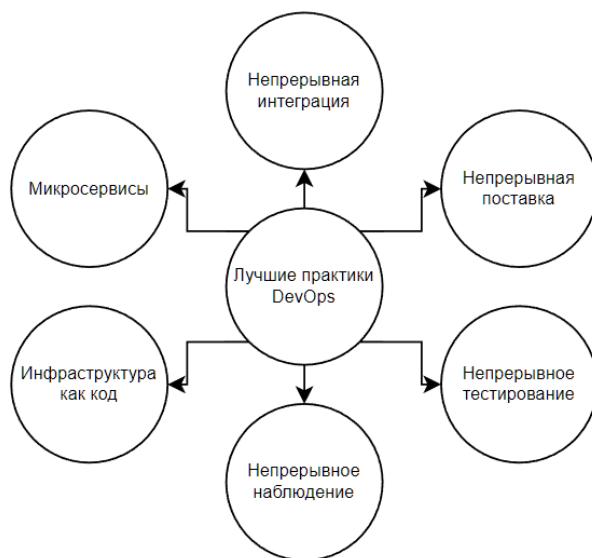 Непрерывная
интеграция
Микросервисы
Непрерывная
поставка
Лучшие практики
DevOps
Инфраструктура
как код
Непрерывное
тестирование
Непрерывное
наблюдение